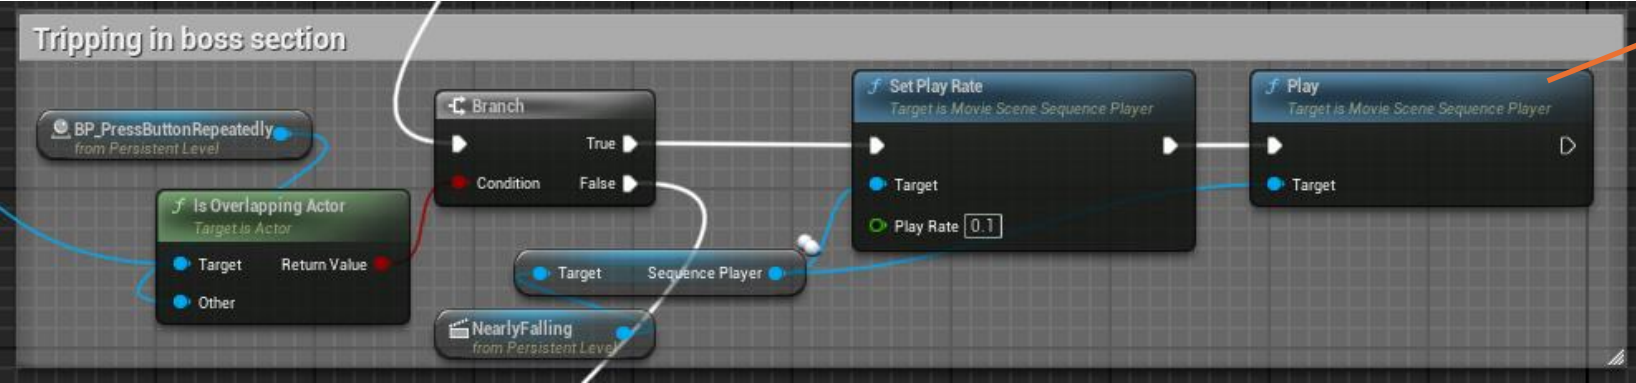 Tripping in boss section
BP_PressButtonRepeatedly
from Persistent Level
Is Overlapping Actor
Target is Actor
Target Return Value
Other
Branch
True
Condition False
Target Sequence Player
NearlyFalling
from Persistent Level
Set Play Rate
Target is Movie Scene Sequence Player
Target
Play Rate 0.1
Play
Target is Movie Scene Sequence Player
Target